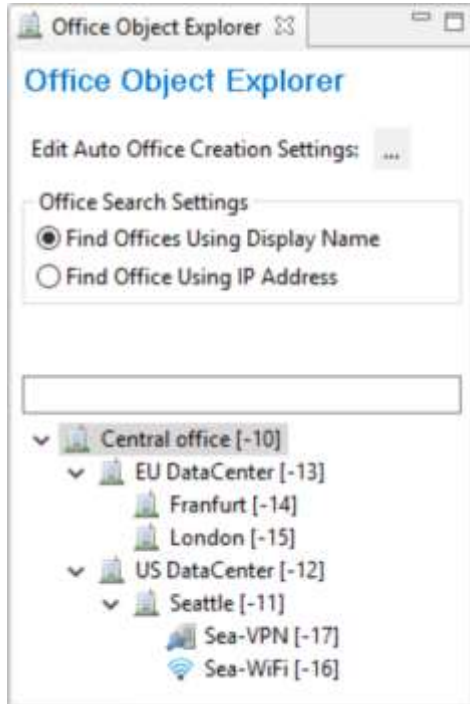 Office Object Explorer
Office Object Explorer
Edit Auto Office Creation Settings: ...
Office Search Settings
Find Offices Using Display Name
Find Office Using IP Address
Central office [-10]
EU DataCenter [-13]
Franfurt [-14]
London [-15]
US DataCenter [-12]
Seattle [-11]
Sea-VPN [-17]
Sea-WiFi [-16]